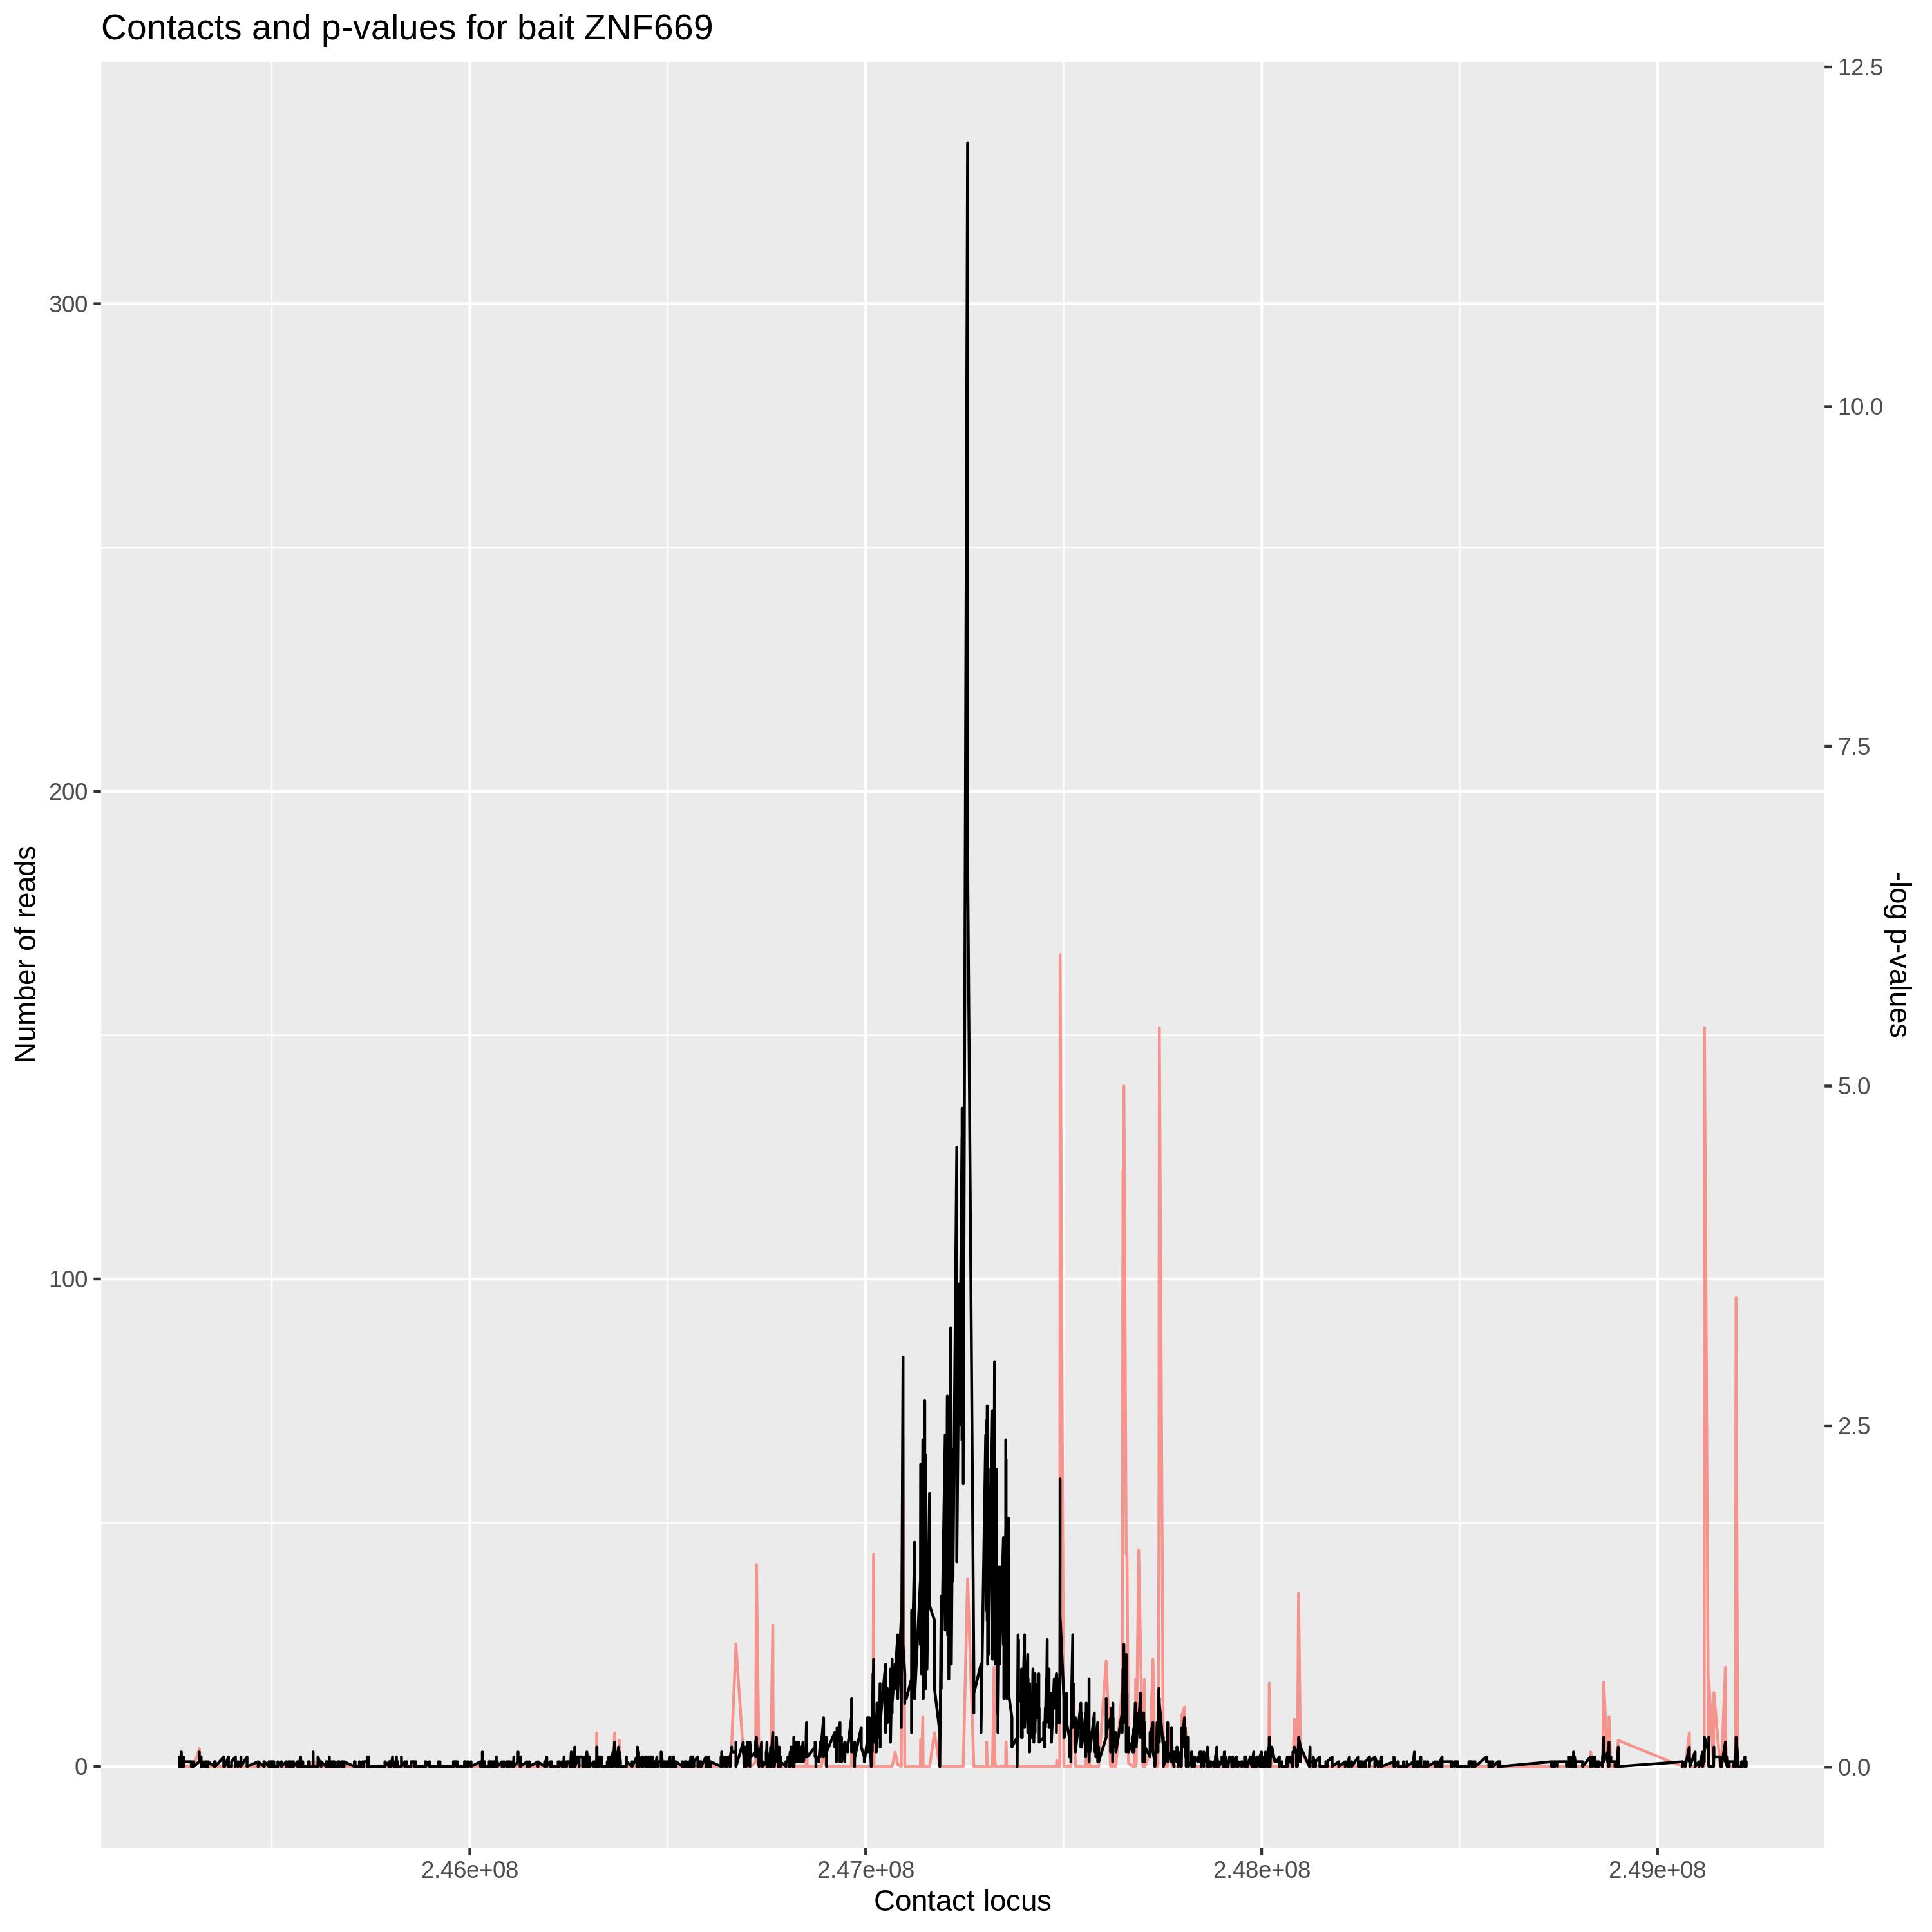 Contacts and p-values for bait ZNF669
12.5
300
10.0
7.5
200
Number of reads
-log p-values
5.0
100
2.5
0
0.0
2.46e+08
2.47e+08
2.48e+08
2.49e+08
Contact locus